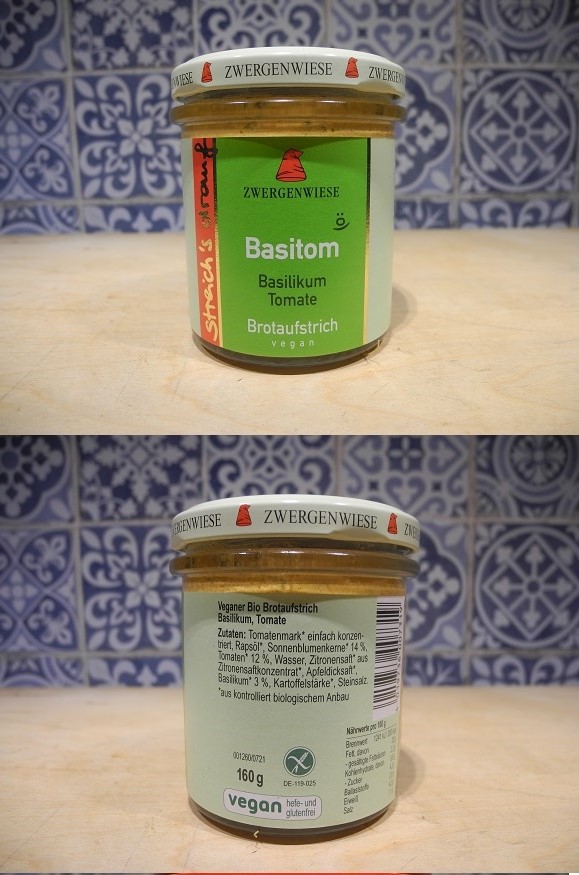 ZWERGENWIESE
ZWERGENWIESE
Streich's drauf
Basitom
Basilikum
Tomate
Brotaufstrich
vegan
ZWERGENWIESE
Veganer Bio Brotaufstrich
Basilikum, Tomate
Zutaten: Tomatenmark* einfach konzen-
triert, Rapsöl*, Sonnenblumenkerne* 14 %,
Tomaten* 12 %, Wasser, Zitronensaft* aus
Zitronensaftkonzentrat*, Apfeldicksaft*,
Basilikum* 3 %, Kartoffelstärke*, Steinsalz.
*aus kontrolliert biologischem Anbau
Nährwerte pro 100 g
Brennwert
Fett, davon
- gesättigte Fettsäuren
Kohlenhydrate, davon
- Zucker
Ballaststoffe
Eiweiß
Salz
001260/0721
160 g
DE-119-025
vegan hefe- und
glutenfrei